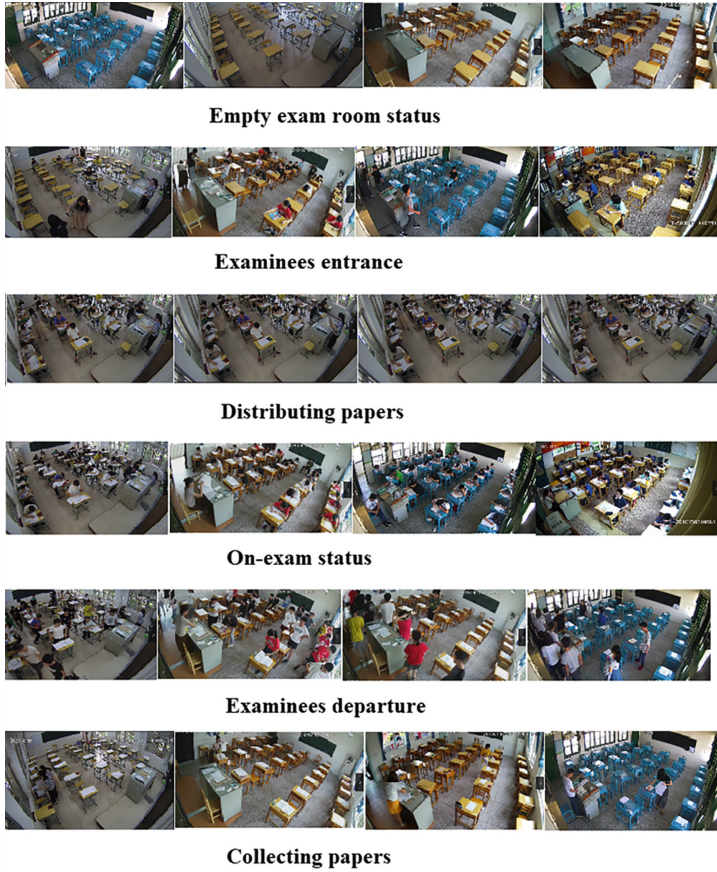 Empty exam room status
Examinees entrance
Distributing papers
On-exam status
Examinees departure
Collecting papers